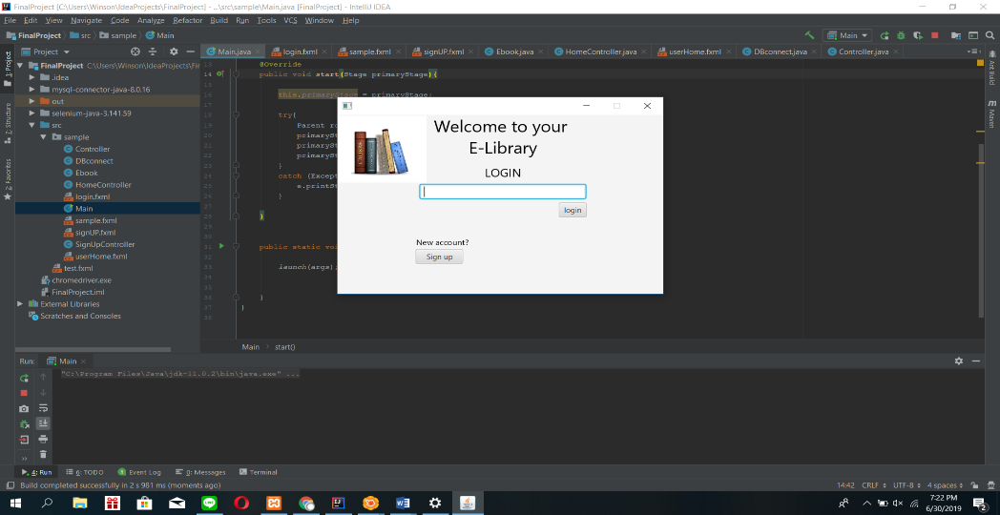 FinalProject [C:\Users\Winson\IdeaProjects\FinalProject] - ...\src\sample\Main.java [FinalProject] - IntelliJ IDEA
File Edit View Navigate Code Analyze Refactor Build Run Tools VCS Window Help
FinalProject src sample Main
Main
Project
Main.java login.fxml sample.fxml signUP.fxml Ebook.java HomeController.java userHome.fxml DBconnect.java Controller.java
1: Project
7: Structure
2: Favorites
Ant Build
Maven
FinalProject C:\Users\Winson\IdeaProjects\Fin
.idea
mysql-connector-java-8.0.16
out
selenium-java-3.141.59
src
sample
Controller
DBconnect
Ebook
HomeController
login.fxml
Main
sample.fxml
signUP.fxml
SignUpController
userHome.fxml
test.fxml
chromedriver.exe
FinalProject.iml
External Libraries
Scratches and Consoles
13 @Override
14 public void start(Stage primaryStage){
15
16 this.primaryStage = primaryStage;
17
18 try{
19 Parent ro
20 primarySt
21 primarySt
22 primarySt
23 }
24 catch (Except
25 e.printSt
26 }
27
28 }
29
30
31 public static voi
32
33 launch(args);
34
35
36 }
37 }
38
Welcome to your
E-Library
LOGIN
login
New account?
Sign up
Main start()
Run: Main
"C:\Program Files\Java\jdk-11.0.2\bin\java.exe" ...
4: Run 6: TODO Event Log 0: Messages Terminal
Build completed successfully in 2 s 981 ms (moments ago)
14:42 CRLF UTF-8 4 spaces
7:22 PM
6/30/2019
2